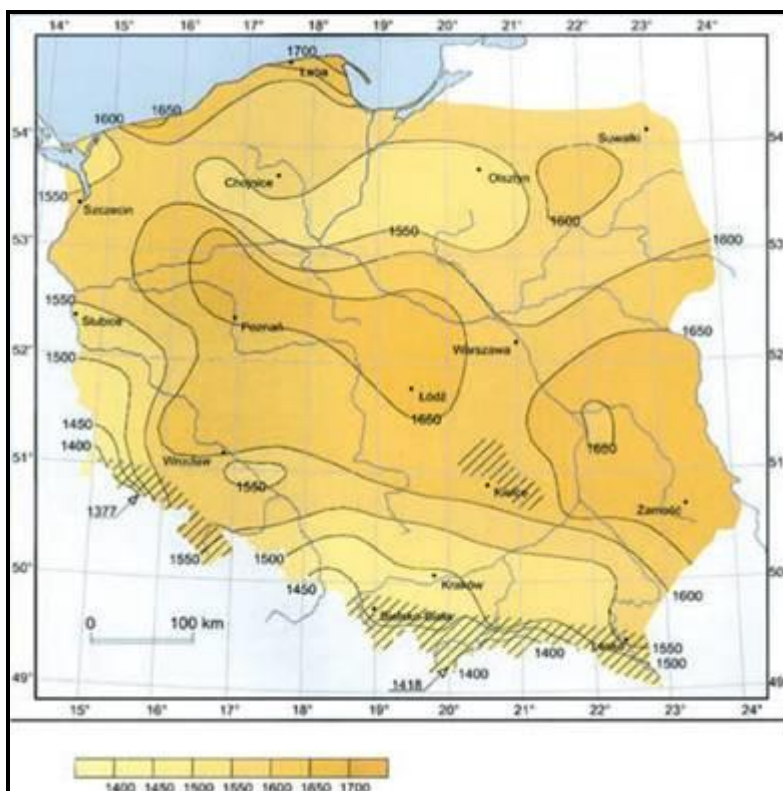 14° 15° 16° 17° 18° 19° 20° 21° 22° 23° 24°
1700
Łeba
1650
1600
54° 54°
Suwałki
Chojnice
Olsztyn
1550
Szczecin
1600
53° 1550 1600 53°
1550
Słubice
1650
Poznań
Warszawa
52° 52°
1500
Łódź
1650
1450
1400
51° Wrocław 1650 51°
1550
Kielce
1377
Zamość
1550
1500
50° 50°
1450
Kraków
1600
0 100 km
Bielsko-Biała
1550
1400
1500
1400
49° 1418 49°
15° 16° 17° 18° 19° 20° 21° 22° 23° 24°
1400 1450 1500 1550 1600 1650 1700